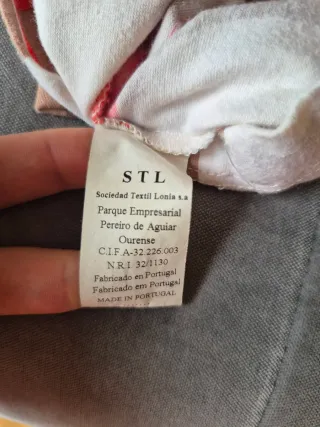 S T L
Sociedad Textil Lonia s.a
Parque Empresarial
Pereiro de Aguiar
Ourense
C.I.F.A-32.226.003
N.R.I. 32/1130
Fabricado en Portugal
Fabricado em Portugal
MADE IN PORTUGAL